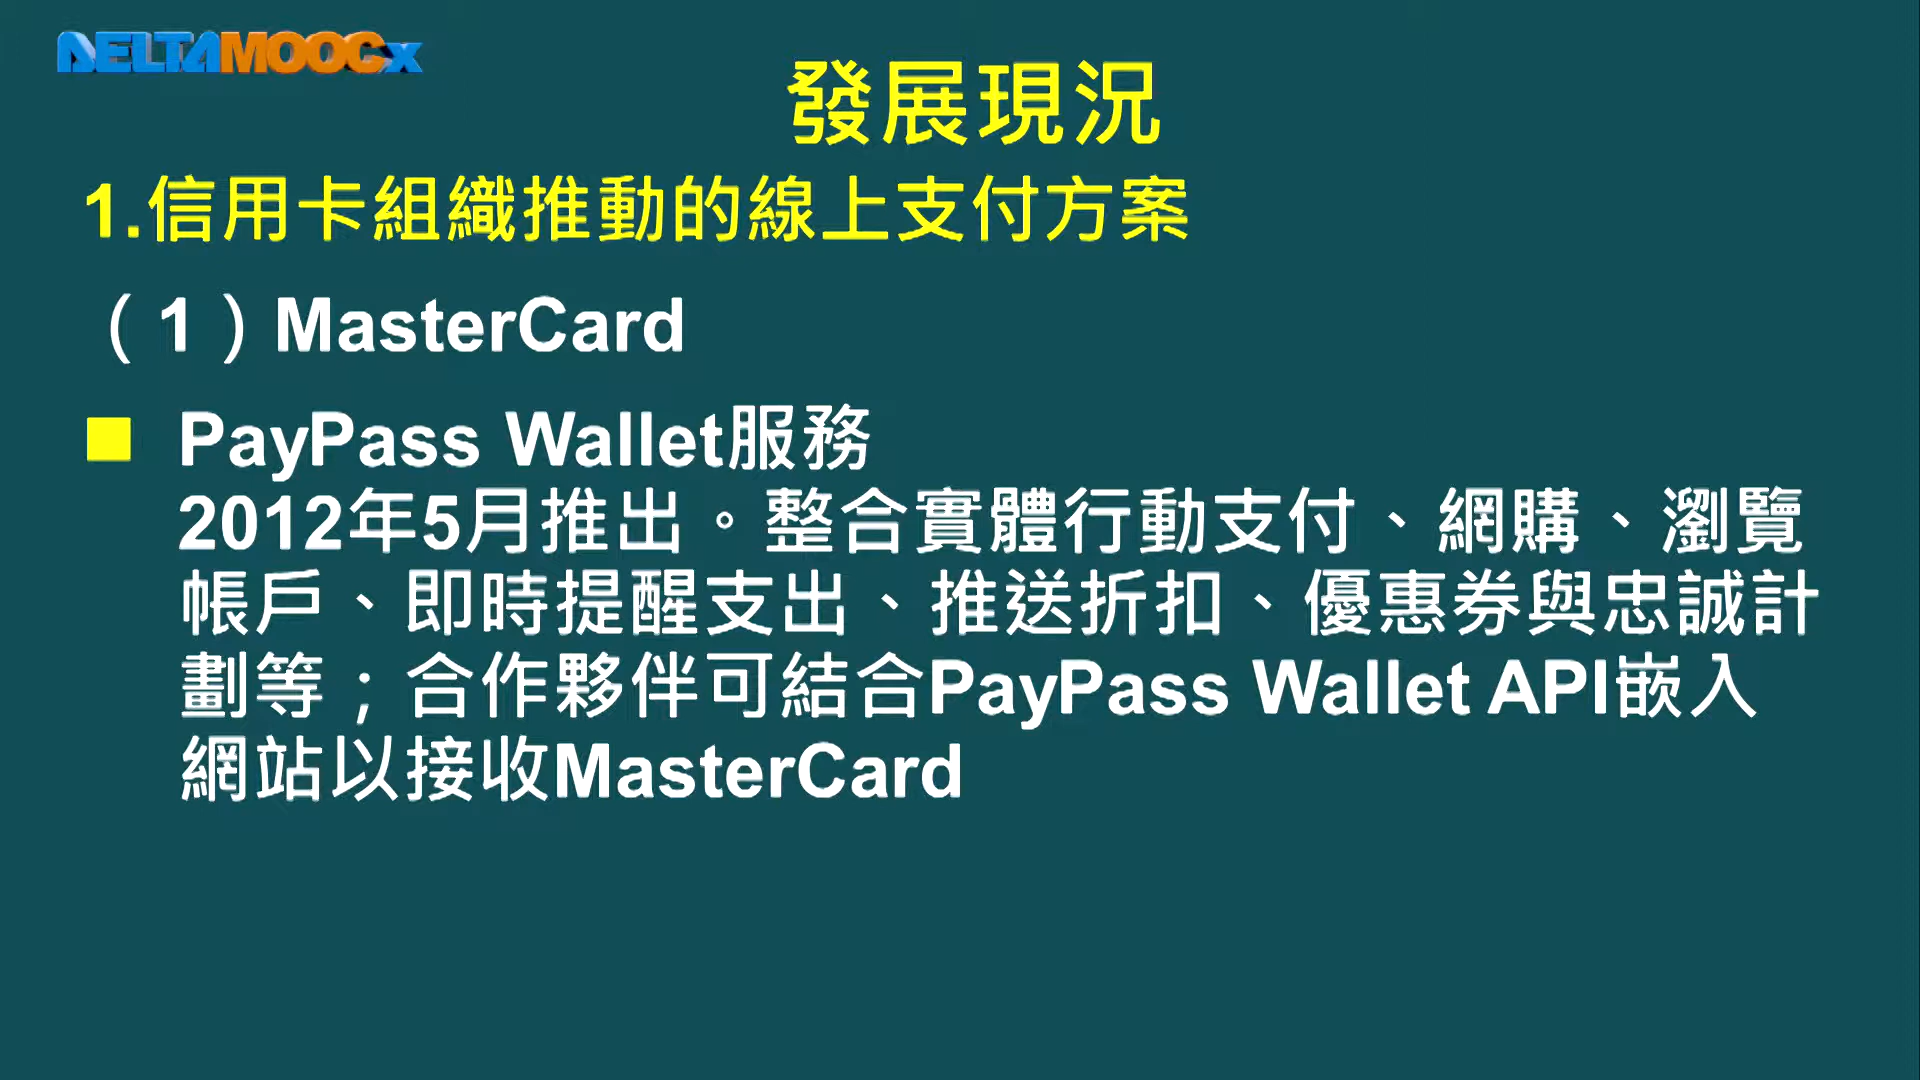 DELTAMOOCx
發展現況
1.信用卡組織推動的線上支付方案
（1）MasterCard
PayPass Wallet服務
2012年5月推出。整合實體行動支付、網購、瀏覽
帳戶、即時提醒支出、推送折扣、優惠券與忠誠計
劃等；合作夥伴可結合PayPass Wallet API嵌入
網站以接收MasterCard